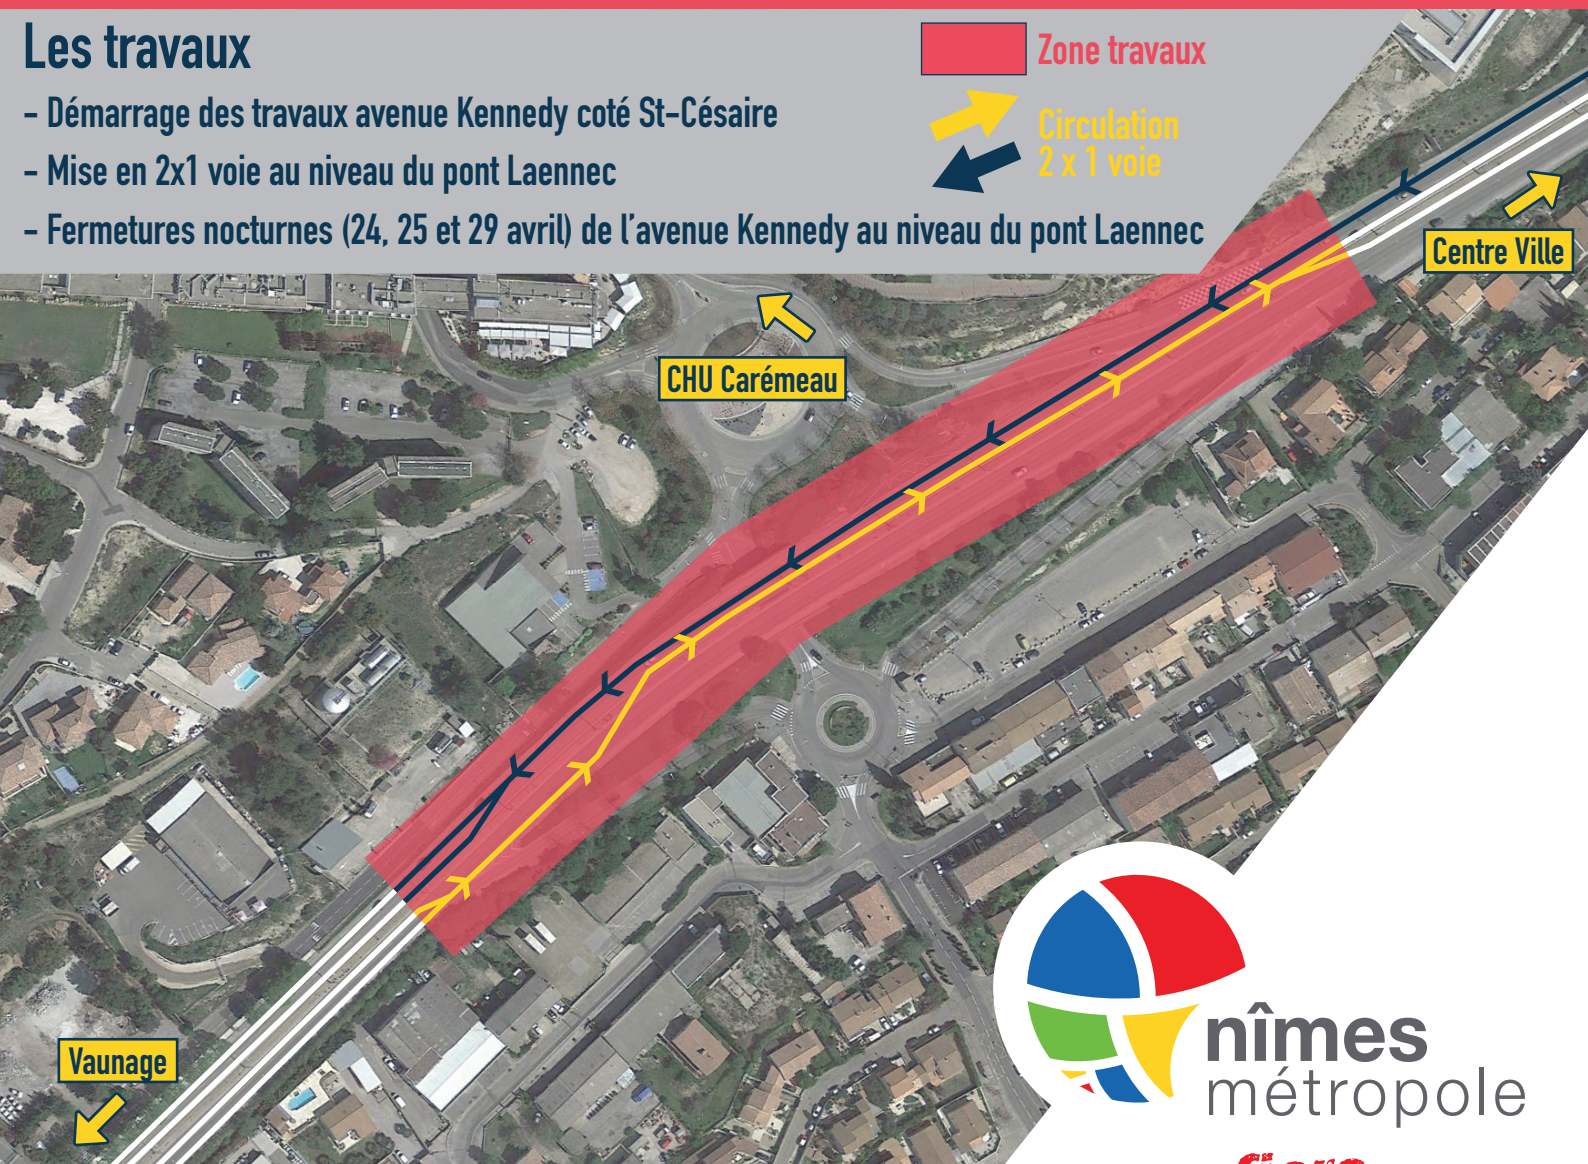 Les travaux
- Démarrage des travaux avenue Kennedy coté St-Césaire
- Mise en 2x1 voie au niveau du pont Laennec
- Fermetures nocturnes (24, 25 et 29 avril) de l'avenue Kennedy au niveau du pont Laennec
Zone travaux
Circulation
2 x 1 voie
Centre Ville
CHU Carémeau
Vaunage
nîmes
métropole